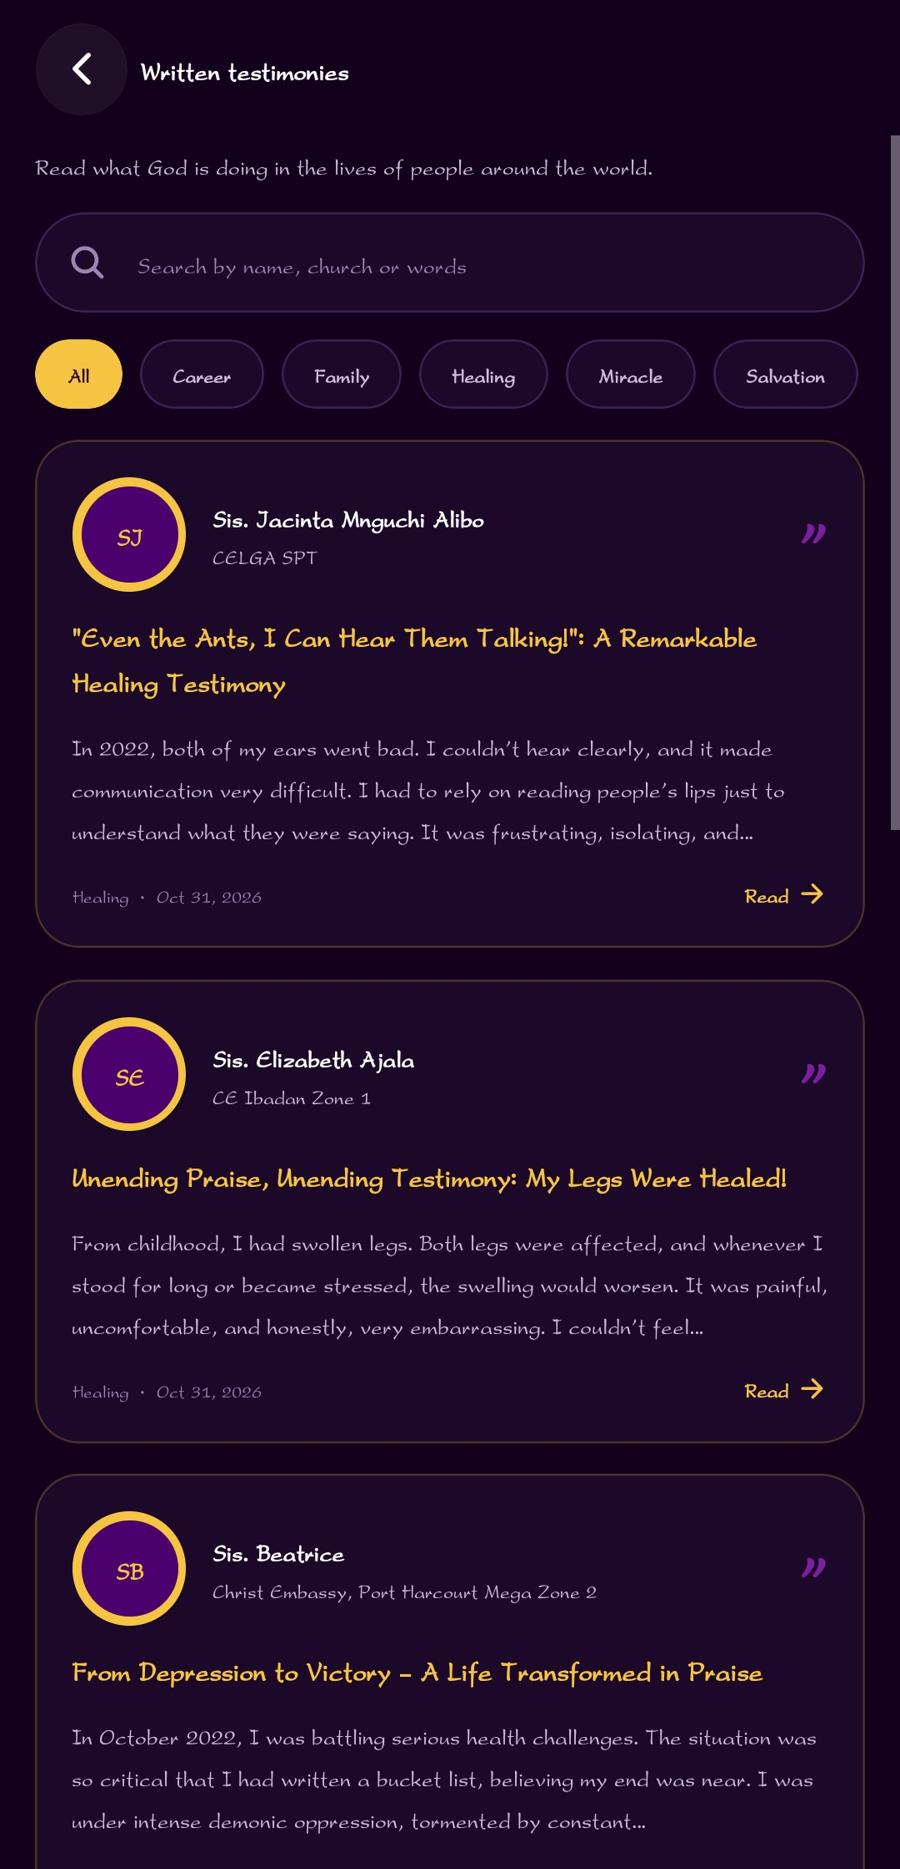 Written testimonies
Read what God is doing in the lives of people around the world.
Search by name, church or words
All Career Family Healing Miracle Salvation
SJ
Sis. Jacinta Mnguchi Alibo
CELGA SPT
"Even the Ants, I Can Hear Them Talking!": A Remarkable
Healing Testimony
In 2022, both of my ears went bad. I couldn’t hear clearly, and it made
communication very difficult. I had to rely on reading people’s lips just to
understand what they were saying. It was frustrating, isolating, and...
Healing • Oct 31, 2026
Read
SE
Sis. Elizabeth Ajala
CE Ibadan Zone 1
Unending Praise, Unending Testimony: My Legs Were Healed!
From childhood, I had swollen legs. Both legs were affected, and whenever I
stood for long or became stressed, the swelling would worsen. It was painful,
uncomfortable, and honestly, very embarrassing. I couldn’t feel...
Healing • Oct 31, 2026
Read
SB
Sis. Beatrice
Christ Embassy, Port Harcourt Mega Zone 2
From Depression to Victory – A Life Transformed in Praise
In October 2022, I was battling serious health challenges. The situation was
so critical that I had written a bucket list, believing my end was near. I was
under intense demonic oppression, tormented by constant...